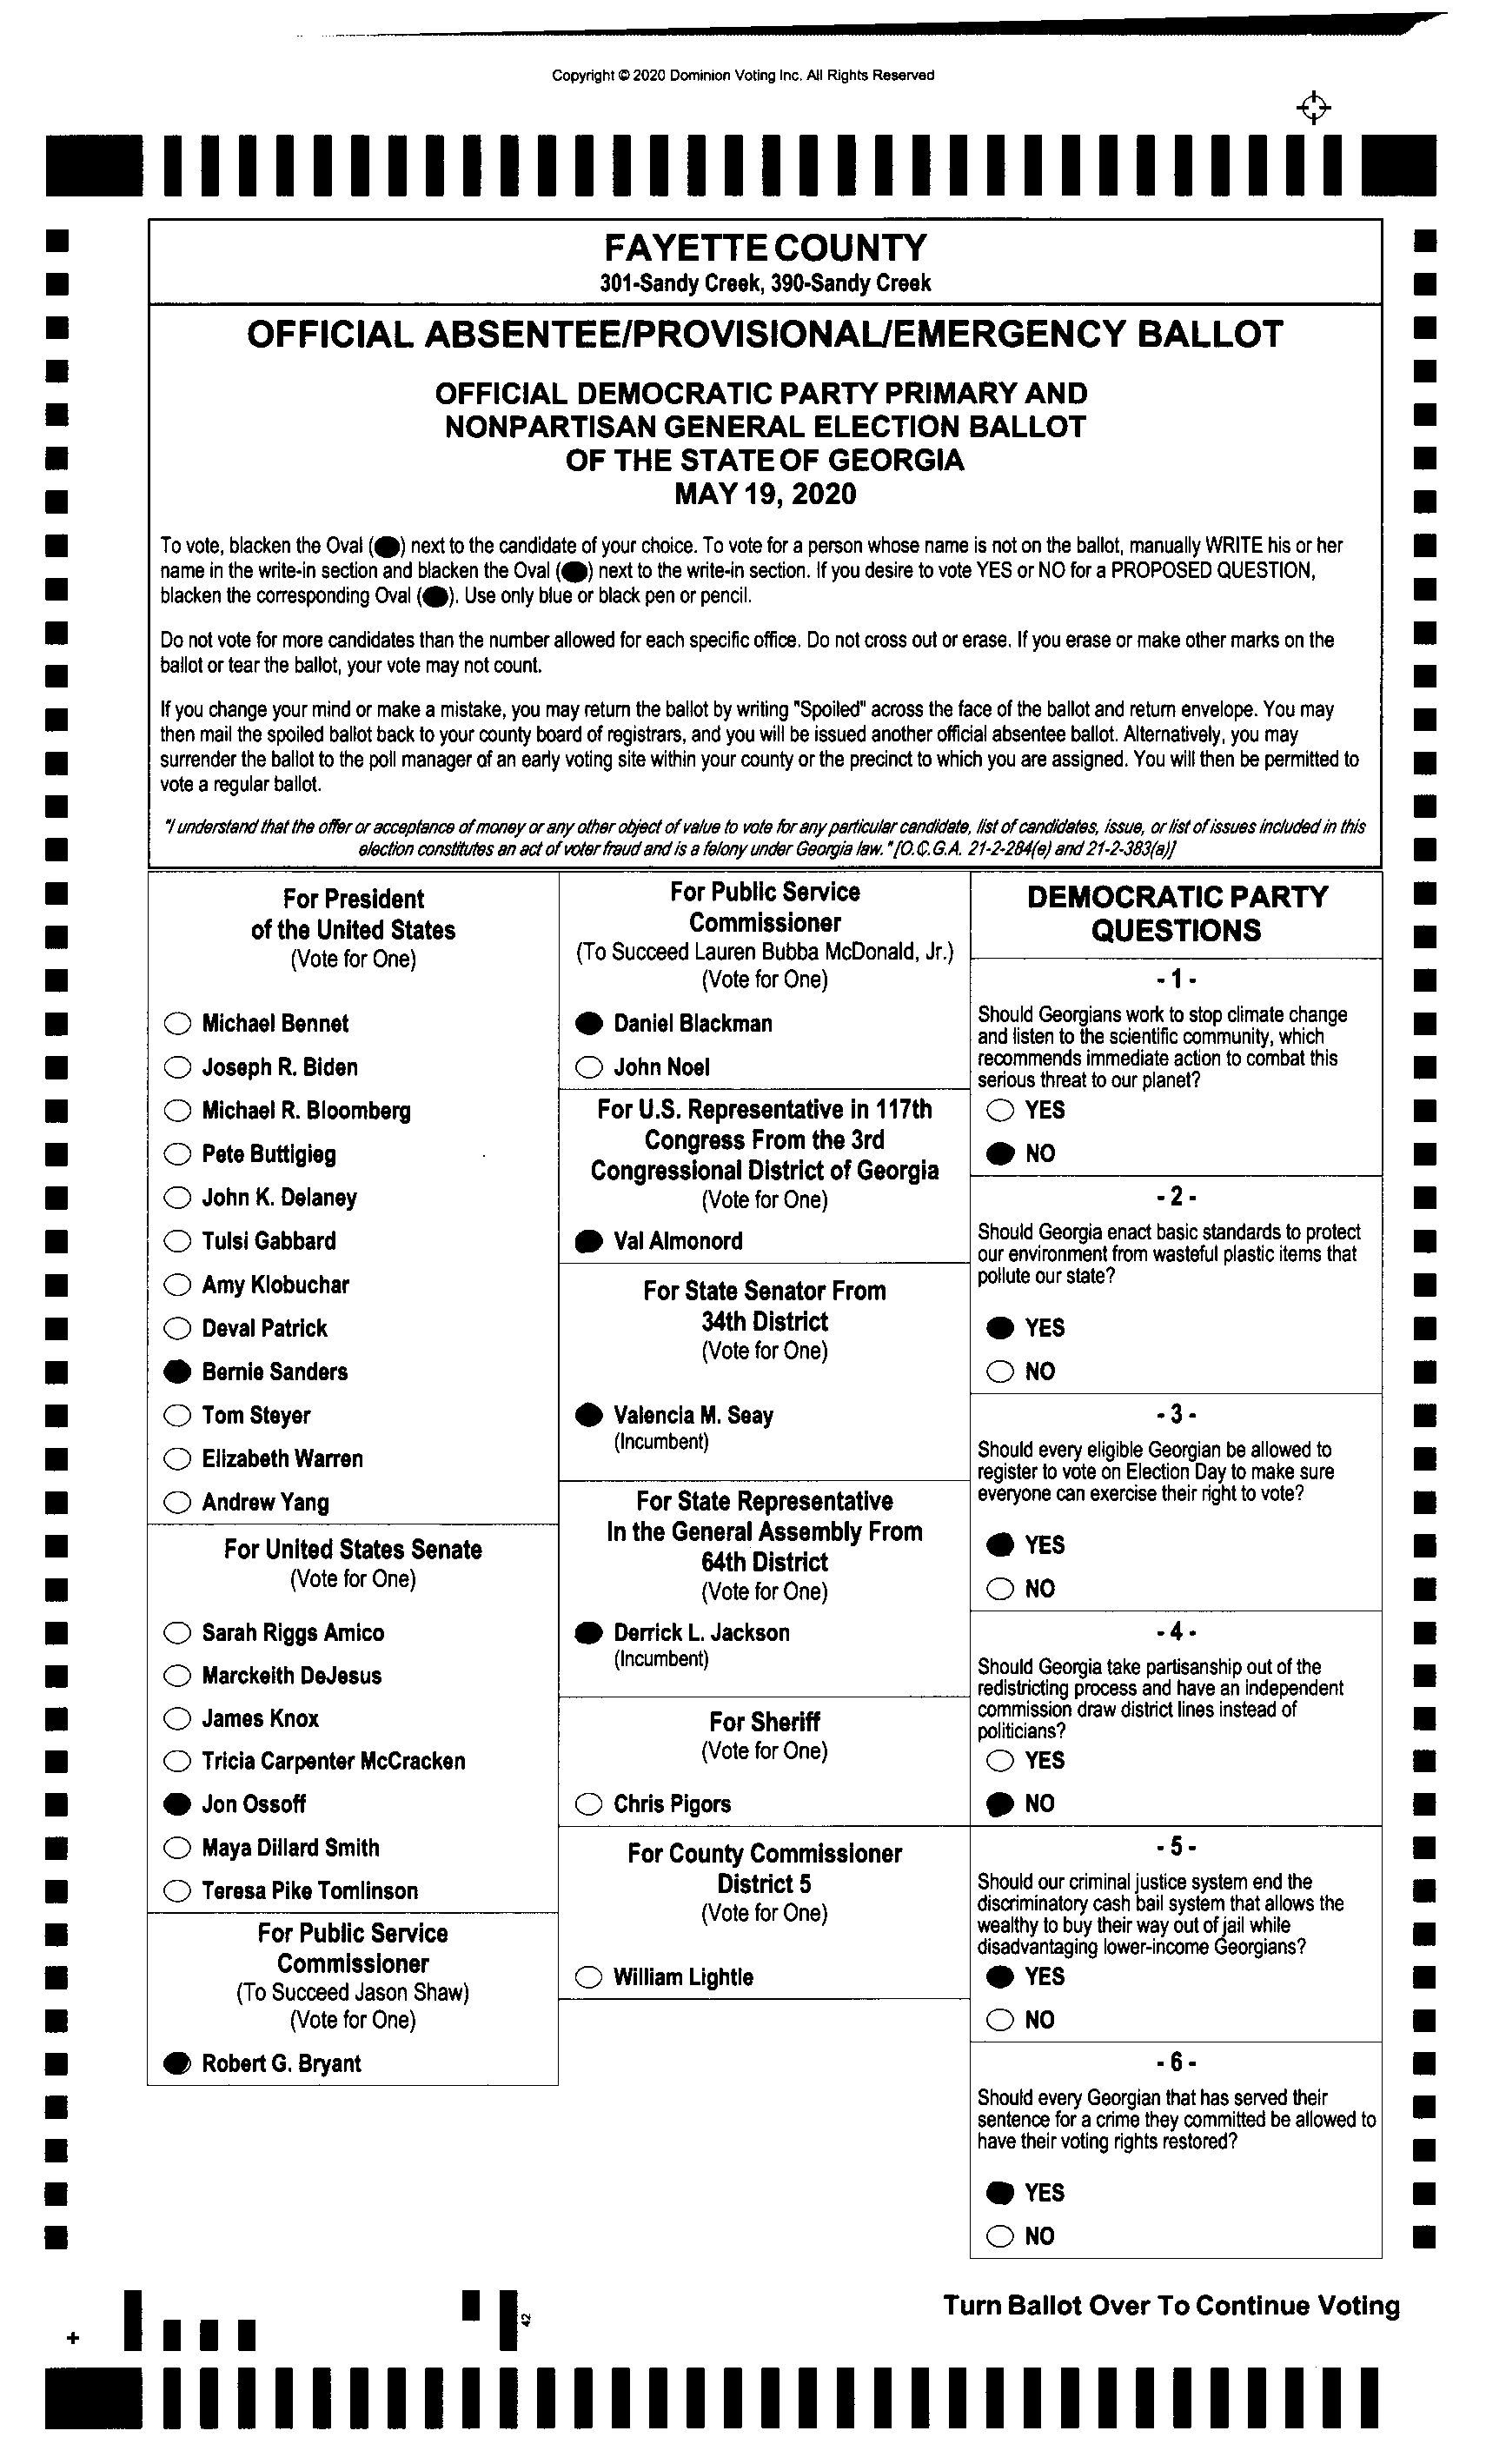 Copyright © 2020 Dominion Voting Inc. All Rights Reserved
FAYETTE COUNTY
301-Sandy Creek, 390-Sandy Creek
OFFICIAL ABSENTEE/PROVISIONAL/EMERGENCY BALLOT
OFFICIAL DEMOCRATIC PARTY PRIMARY AND
NONPARTISAN GENERAL ELECTION BALLOT
OF THE STATE OF GEORGIA
MAY 19, 2020
To vote, blacken the Oval (⬬) next to the candidate of your choice. To vote for a person whose name is not on the ballot, manually WRITE his or her
name in the write-in section and blacken the Oval (⬬) next to the write-in section. If you desire to vote YES or NO for a PROPOSED QUESTION,
blacken the corresponding Oval (⬬). Use only blue or black pen or pencil.
Do not vote for more candidates than the number allowed for each specific office. Do not cross out or erase. If you erase or make other marks on the
ballot or tear the ballot, your vote may not count.
If you change your mind or make a mistake, you may return the ballot by writing "Spoiled" across the face of the ballot and return envelope. You may
then mail the spoiled ballot back to your county board of registrars, and you will be issued another official absentee ballot. Alternatively, you may
surrender the ballot to the poll manager of an early voting site within your county or the precinct to which you are assigned. You will then be permitted to
vote a regular ballot.
"I understand that the offer or acceptance of money or any other object of value to vote for any particular candidate, list of candidates, issue, or list of issues included in this
election constitutes an act of voter fraud and is a felony under Georgia law." [O.C.G.A. 21-2-284(e) and 21-2-383(a)]
For President
of the United States
(Vote for One)
Michael Bennet
Joseph R. Biden
Michael R. Bloomberg
Pete Buttigieg
John K. Delaney
Tulsi Gabbard
Amy Klobuchar
Deval Patrick
Bernie Sanders
Tom Steyer
Elizabeth Warren
Andrew Yang
For United States Senate
(Vote for One)
Sarah Riggs Amico
Marckeith DeJesus
James Knox
Tricia Carpenter McCracken
Jon Ossoff
Maya Dillard Smith
Teresa Pike Tomlinson
For Public Service
Commissioner
(To Succeed Jason Shaw)
(Vote for One)
Robert G. Bryant
For Public Service
Commissioner
(To Succeed Lauren Bubba McDonald, Jr.)
(Vote for One)
Daniel Blackman
John Noel
For U.S. Representative in 117th
Congress From the 3rd
Congressional District of Georgia
(Vote for One)
Val Almonord
For State Senator From
34th District
(Vote for One)
Valencia M. Seay
(Incumbent)
For State Representative
In the General Assembly From
64th District
(Vote for One)
Derrick L. Jackson
(Incumbent)
For Sheriff
(Vote for One)
Chris Pigors
For County Commissioner
District 5
(Vote for One)
William Lightle
DEMOCRATIC PARTY
QUESTIONS
- 1 -
Should Georgians work to stop climate change
and listen to the scientific community, which
recommends immediate action to combat this
serious threat to our planet?
YES
NO
- 2 -
Should Georgia enact basic standards to protect
our environment from wasteful plastic items that
pollute our state?
YES
NO
- 3 -
Should every eligible Georgian be allowed to
register to vote on Election Day to make sure
everyone can exercise their right to vote?
YES
NO
- 4 -
Should Georgia take partisanship out of the
redistricting process and have an independent
commission draw district lines instead of
politicians?
YES
NO
- 5 -
Should our criminal justice system end the
discriminatory cash bail system that allows the
wealthy to buy their way out of jail while
disadvantaging lower-income Georgians?
YES
NO
- 6 -
Should every Georgian that has served their
sentence for a crime they committed be allowed to
have their voting rights restored?
YES
NO
Turn Ballot Over To Continue Voting
42
+